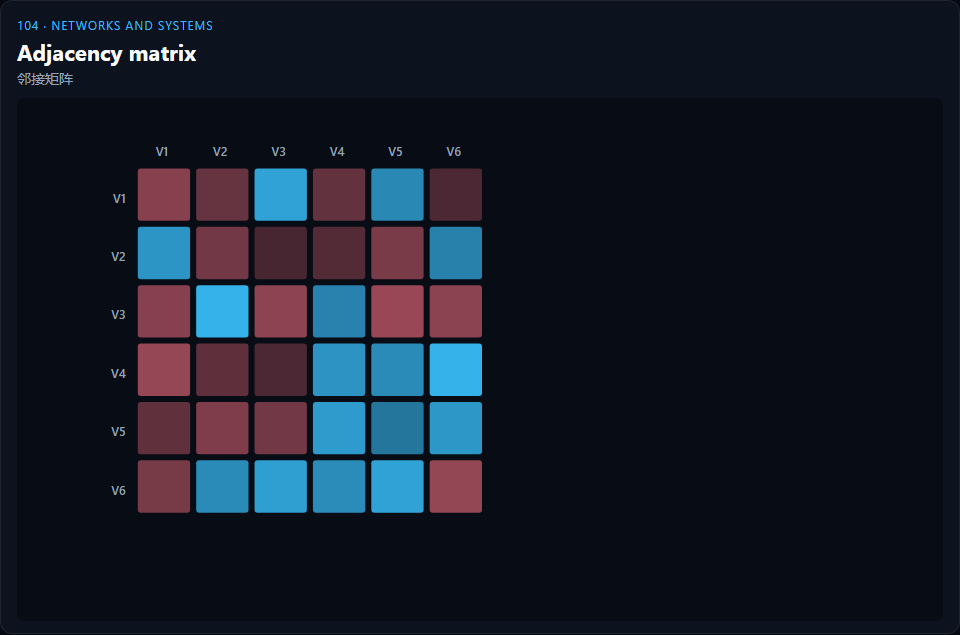 104 · NETWORKS AND SYSTEMS
Adjacency matrix
邻接矩阵
V1 V2 V3 V4 V5 V6
V1
V2
V3
V4
V5
V6